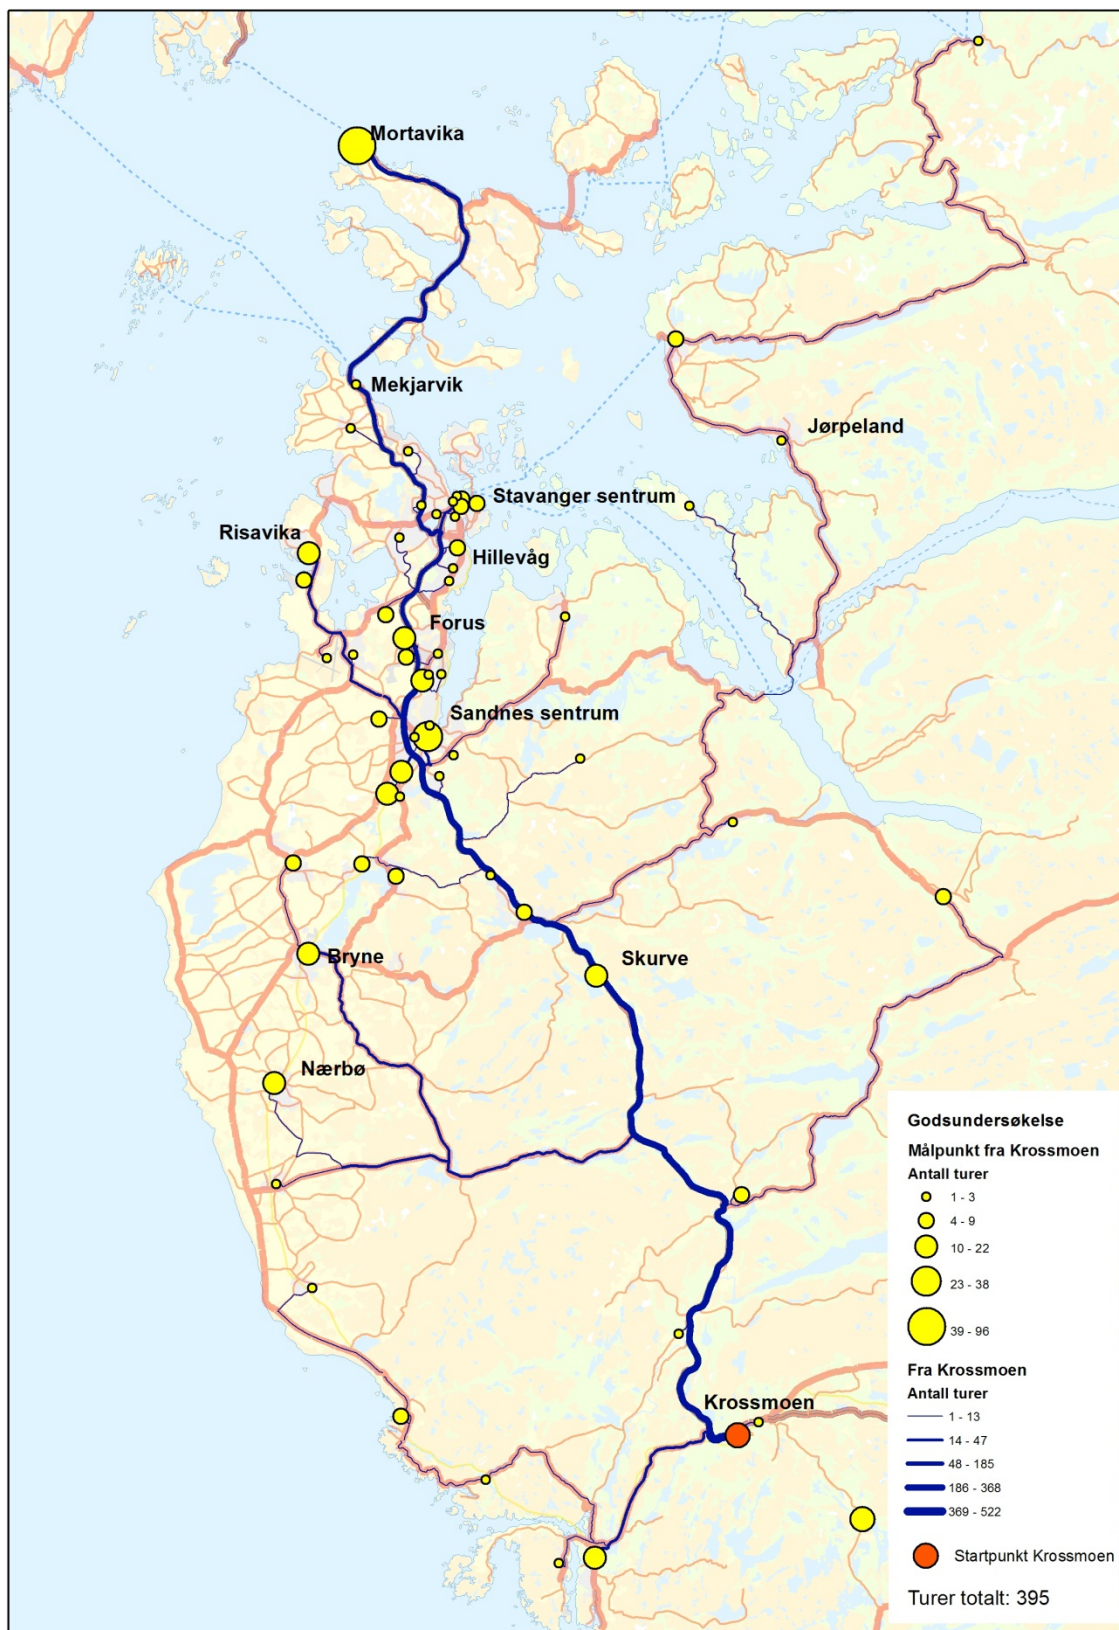 Mortavika
Mekjarvik
Jørpeland
Stavanger sentrum
Risavika
Hillevåg
Forus
Sandnes sentrum
Skurve
Bryne
Nærbø
Krossmoen
Godsundersøkelse
Målpunkt fra Krossmoen
Antall turer
1 - 3
4 - 9
10 - 22
23 - 38
39 - 96
Fra Krossmoen
Antall turer
1 - 13
14 - 47
48 - 185
186 - 368
369 - 522
Startpunkt Krossmoen
Turer totalt: 395